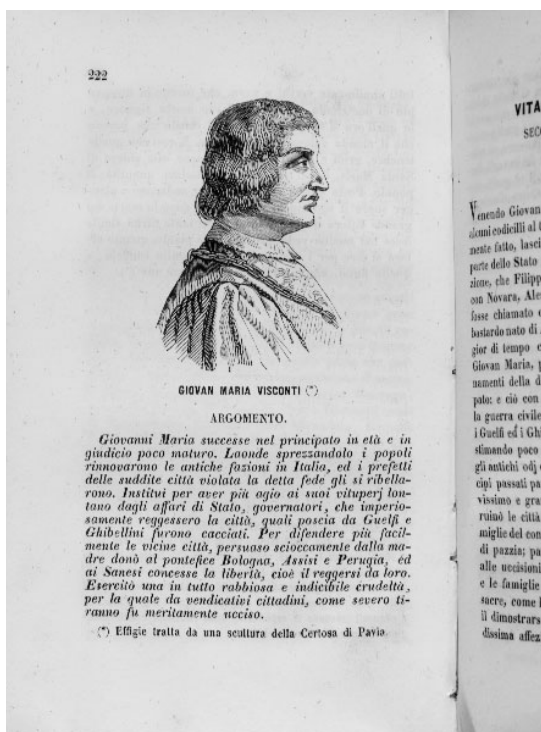 222
GIOVAN MARIA VISCONTI (*)
ARGOMENTO.
Giovanni Maria successe nel principato in età e in
giudicio poco maturo. Laonde sprezzandolo i popoli
rinnovarono le antiche fazioni in Italia, ed i prefetti
delle suddite città violata la detta fede gli si ribella-
rono. Instituì per aver più agio ai suoi vituperj lon-
tano dagli affari di Stato, governatori, che imperio-
samente reggessero la città, quali poscia da Guelfi e
Ghibellini furono cacciati. Per difendere più facil-
mente le vicine città, persuaso scioccamente dalla ma-
dre donò al pontefice Bologna, Assisi e Perugia, ed
ai Sanesi concesse la libertà, cioè il reggersi da loro.
Esercitò una in tutto rabbiosa e indicibile crudeltà,
per la quale da vendicativi cittadini, come severo ti-
ranno fu meritamente ucciso.
(*) Effigie tratta da una scultura della Certosa di Pavia
VITA
SECO
Venendo Giovan
alcuni codicilli al
mente fatto, lasci
parte dello Stato
zione, che Filipp
con Novara, Ale
fosse chiamato
bastardo nato di
gior di tempo
Giovan Maria,
namenti della d
pato; e ciò con
la guerra civile
i Guelfi ed i Ghi
stimando poco
gli antichi odj
cipi passati pa
vissimo e gra
ruinò le città
miglie del con
di pazzia; pa
alle uccisioni
e le famiglie
sacre, come
il dimostrars
dissima affez